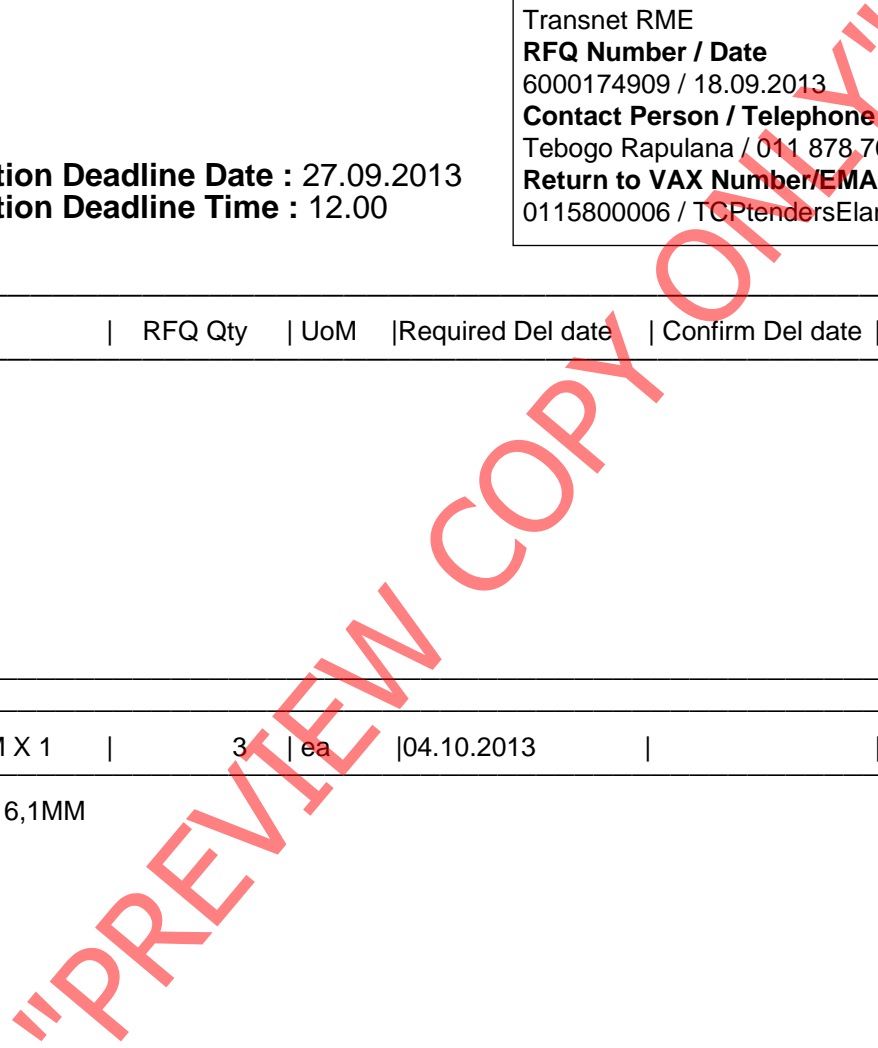 Transnet RME
RFQ Number / Date
6000174909 / 18.09.2013
Contact Person / Telephone
Tebogo Rapulana / 011 878
tion Deadline Date : 27.09.2013
Return to VAX Number/EMA
tion Deadline Time : 12.00
0115800006 / TCPtendersElan
| RFQ Qty | UoM |Required Del date | Confirm Del date |
X 1 | 3 | ea |04.10.2013 | |
6,1MM
"PREVIEW COPY ONLY"